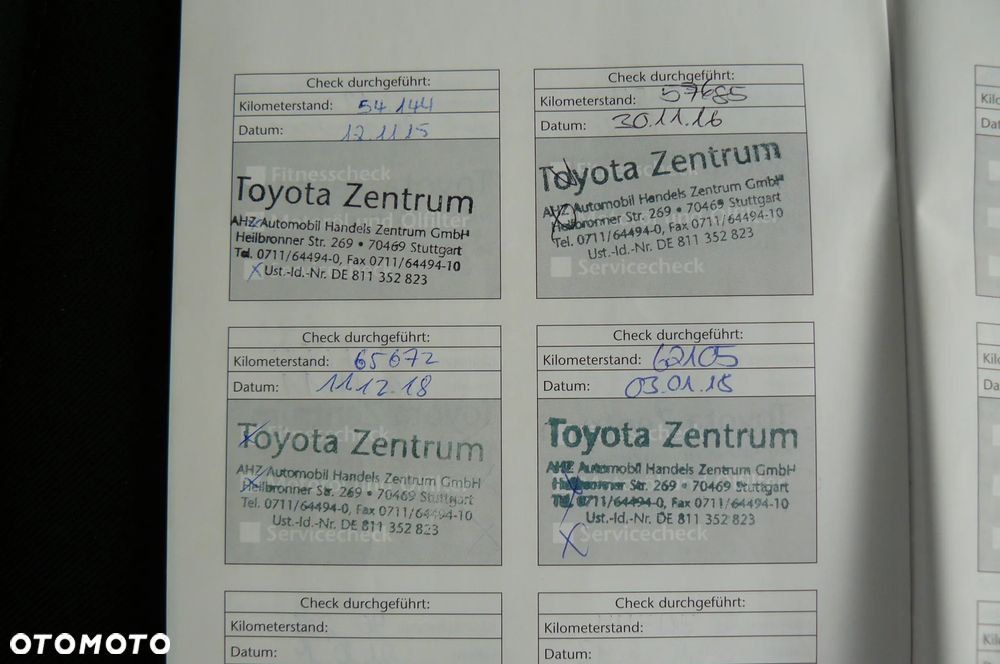 Check durchgeführt:
Kilometerstand: 54 144
Datum: 12.11.15
Fitnesscheck
Motoröl und Ölfilter
Toyota Zentrum
AHZ Automobil Handels Zentrum GmbH
Heilbronner Str. 269 • 70469 Stuttgart
Tel. 0711/64494-0, Fax 0711/64494-10
Ust.-Id.-Nr. DE 811 352 823
Check durchgeführt:
Kilometerstand: 57685
Datum: 30.11.16
Toyota Zentrum
AHZ Automobil Handels Zentrum GmbH
Heilbronner Str. 269 • 70469 Stuttgart
Tel. 0711/64494-0, Fax 0711/64494-10
Ust.-Id.-Nr. DE 811 352 823
Servicecheck
Check durchgeführt:
Kilometerstand: 65672
Datum: 11.12.18
Toyota Zentrum
AHZ Automobil Handels Zentrum GmbH
Heilbronner Str. 269 • 70469 Stuttgart
Tel. 0711/64494-0, Fax 0711/64494-10
Ust.-Id.-Nr. DE 811 352 823
Servicecheck
Check durchgeführt:
Kilometerstand: 62105
Datum: 03.01.18
Toyota Zentrum
AHZ Automobil Handels Zentrum GmbH
Heilbronner Str. 269 • 70469 Stuttgart
Tel. 0711/64494-0, Fax 0711/64494-10
Ust.-Id.-Nr. DE 811 352 823
Servicecheck
Check durchgeführt:
Kilometerstand:
Datum:
Check durchgeführt:
Kilometerstand:
Datum:
OTOMOTO